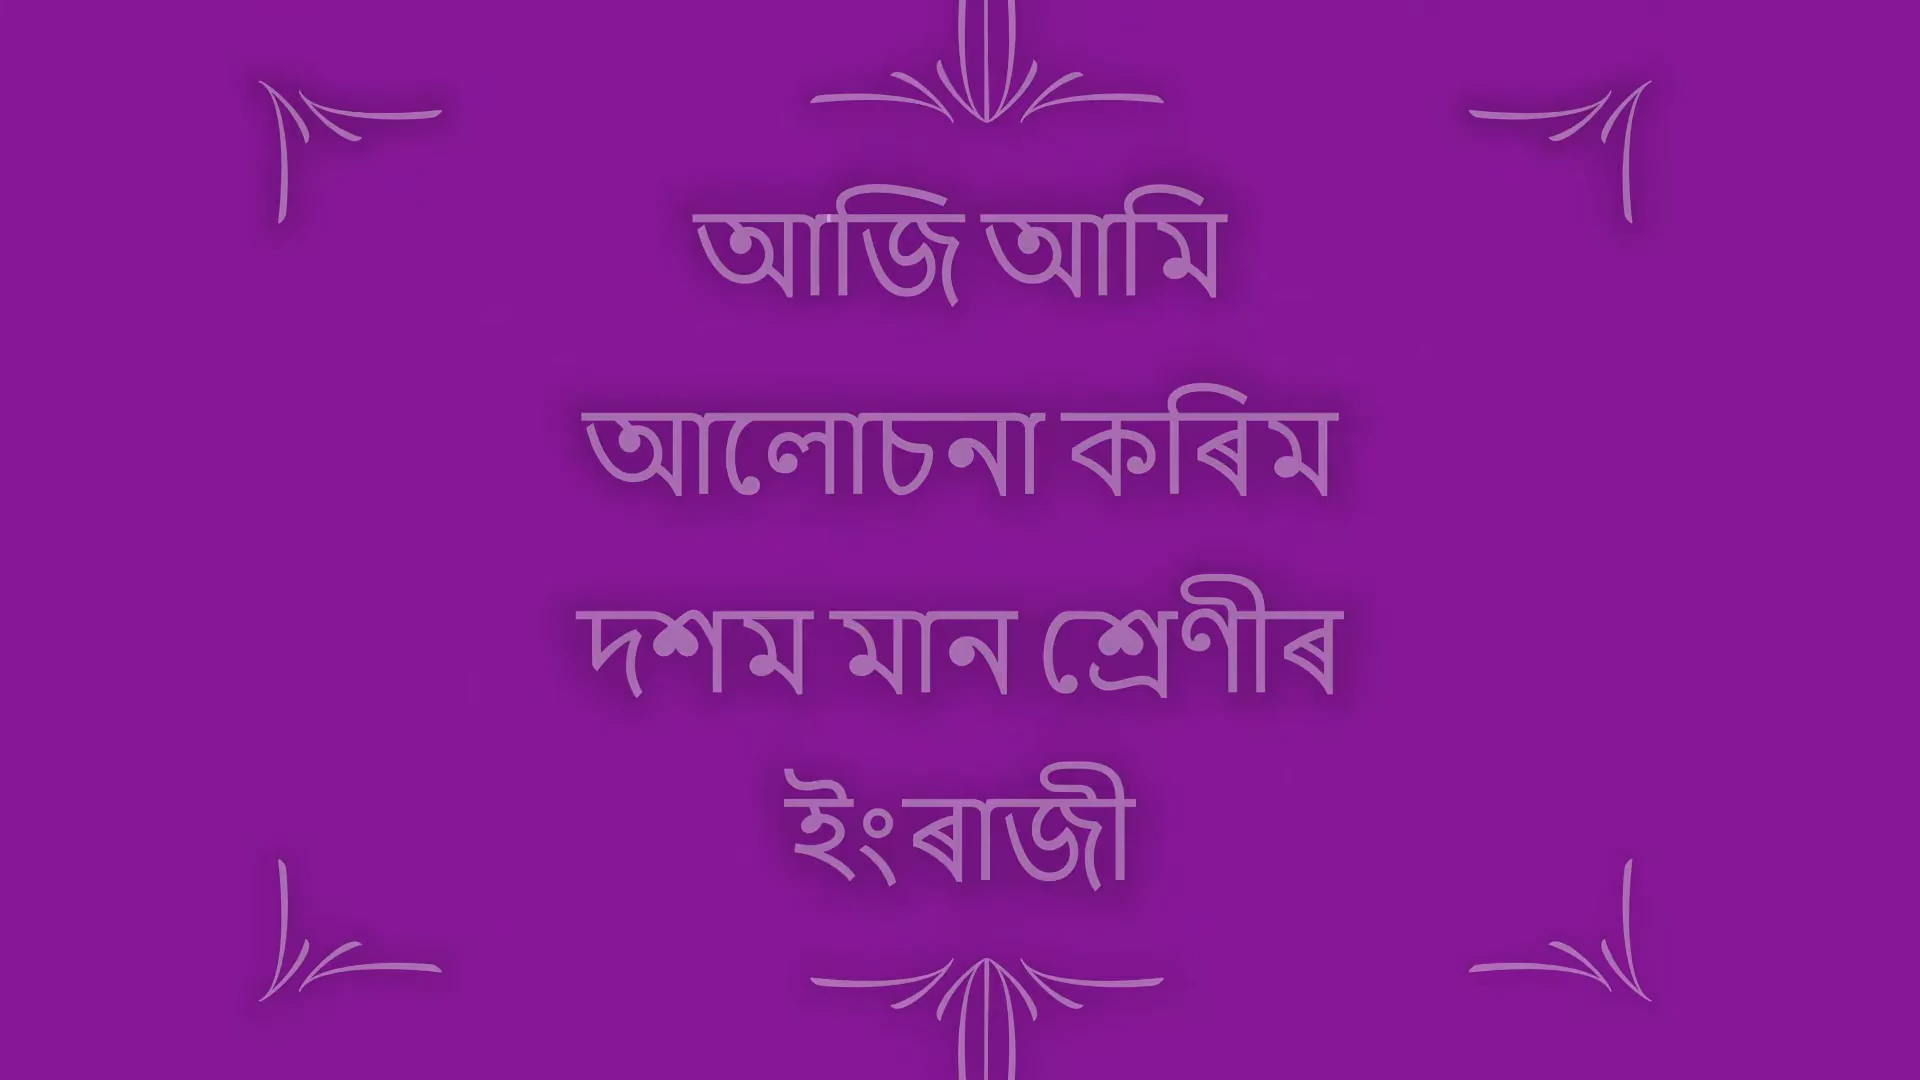 আজি আমি
আলোচনা কৰিম
দশম মান শ্ৰেণীৰ
ইংৰাজী